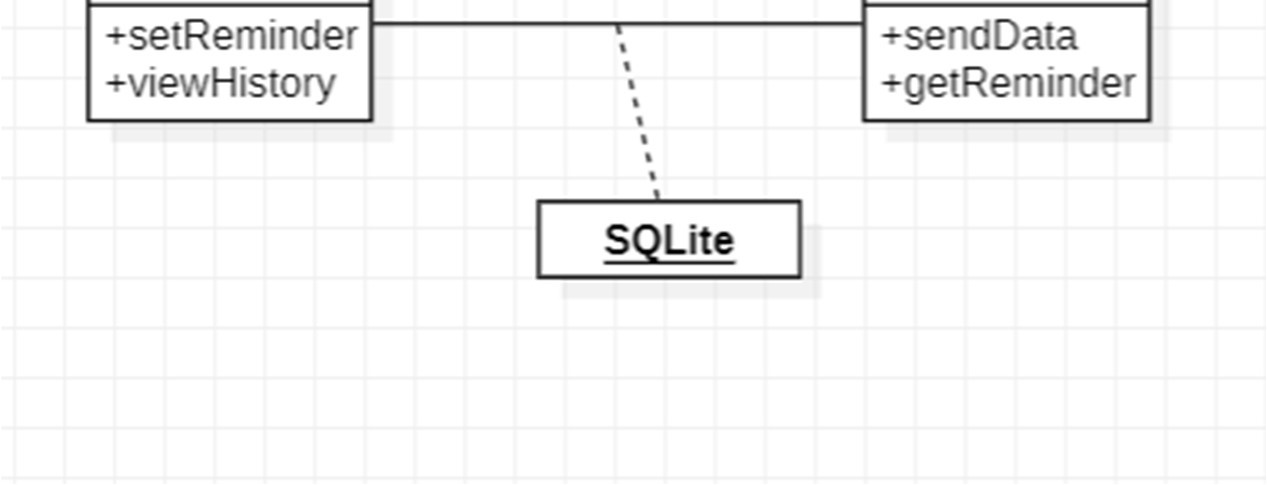 +setReminder
+viewHistory
+sendData
+getReminder
SQLite